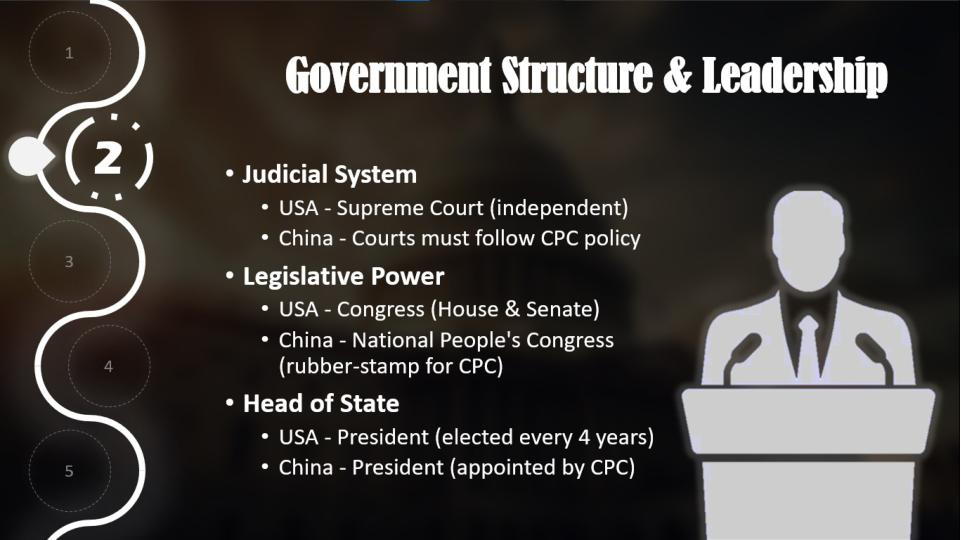 1
Government Structure & Leadership
2
• Judicial System
• USA - Supreme Court (independent)
• China - Courts must follow CPC policy
3
• Legislative Power
• USA - Congress (House & Senate)
• China - National People's Congress
(rubber-stamp for CPC)
4
• Head of State
• USA - President (elected every 4 years)
• China - President (appointed by CPC)
5